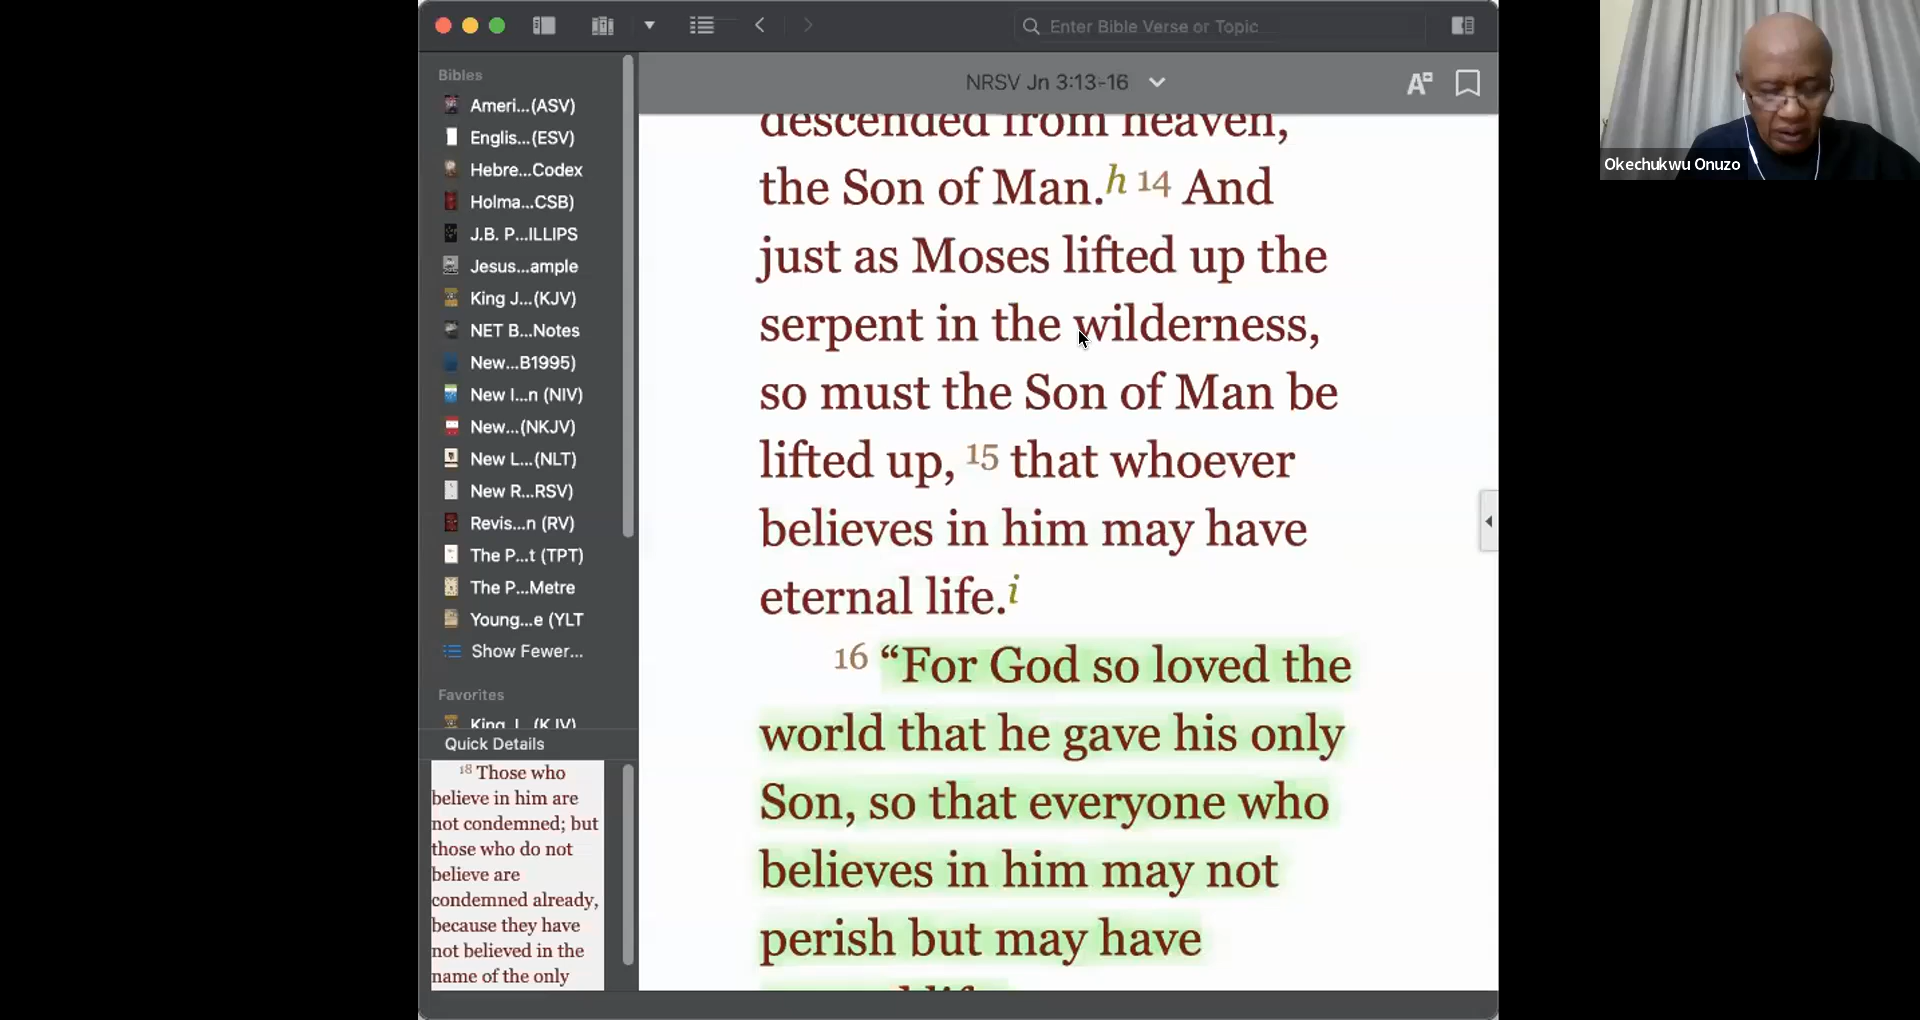 Enter Bible Verse or Topic
Bibles
Ameri...(ASV)
Englis...(ESV)
Hebre...Codex
Holma...CSB)
J.B. P...ILLIPS
Jesus...ample
King J...(KJV)
NET B...Notes
New...B1995)
New I...n (NIV)
New...(NKJV)
New L...(NLT)
New R...RSV)
Revis...n (RV)
The P...t (TPT)
The P...Metre
Young...e (YLT
Show Fewer...
Favorites
King J...(KJV)
Quick Details
18 Those who
believe in him are
not condemned; but
those who do not
believe are
condemned already,
because they have
not believed in the
name of the only
NRSV Jn 3:13-16
descended from heaven,
the Son of Man.h 14 And
just as Moses lifted up the
serpent in the wilderness,
so must the Son of Man be
lifted up, 15 that whoever
believes in him may have
eternal life.i
16 “For God so loved the
world that he gave his only
Son, so that everyone who
believes in him may not
perish but may have
Okechukwu Onuzo